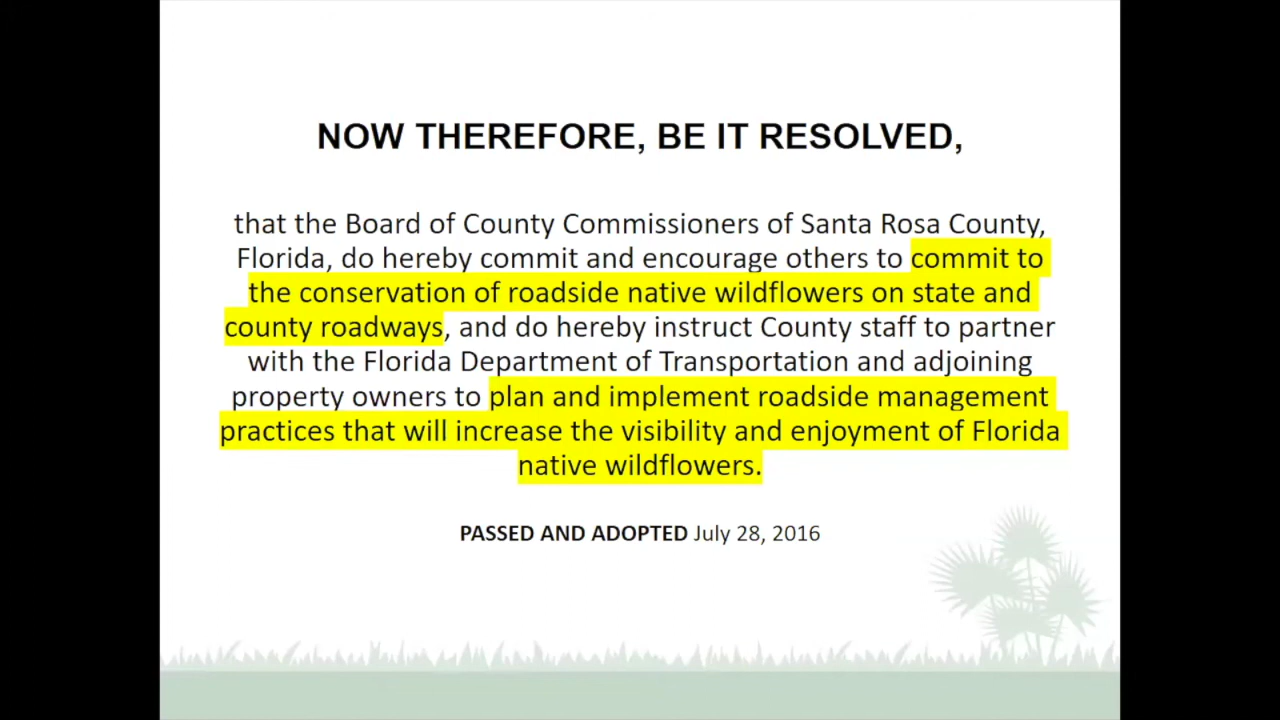 NOW THEREFORE, BE IT RESOLVED,
that the Board of County Commissioners of Santa Rosa County,
Florida, do hereby commit and encourage others to commit to
the conservation of roadside native wildflowers on state and
county roadways, and do hereby instruct County staff to partner
with the Florida Department of Transportation and adjoining
property owners to plan and implement roadside management
practices that will increase the visibility and enjoyment of Florida
native wildflowers.
PASSED AND ADOPTED July 28, 2016